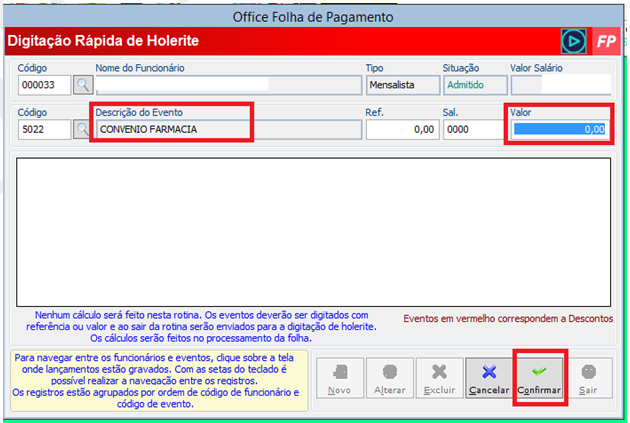 Office Folha de Pagamento
Digitação Rápida de Holerite
FP
Código Nome do Funcionário Tipo Situação Valor Salário
000033 Mensalista Admitido
Código Descrição do Evento Ref. Sal. Valor
5022 CONVENIO FARMACIA 0,00 0000 0,00
Nenhum cálculo será feito nesta rotina. Os eventos deverão ser digitados com
referência ou valor e ao sair da rotina serão enviados para a digitação de holerite.
Os cálculos serão feitos no processamento da folha.
Eventos em vermelho correspondem a Descontos
Para navegar entre os funcionários e eventos, clique sobre a tela
onde lançamentos estão gravados. Com as setas do teclado é
possível realizar a navegação entre os registros.
Os registros estão agrupados por ordem de código de funcionário e
código de evento.
Novo Alterar Excluir Cancelar Confirmar Sair